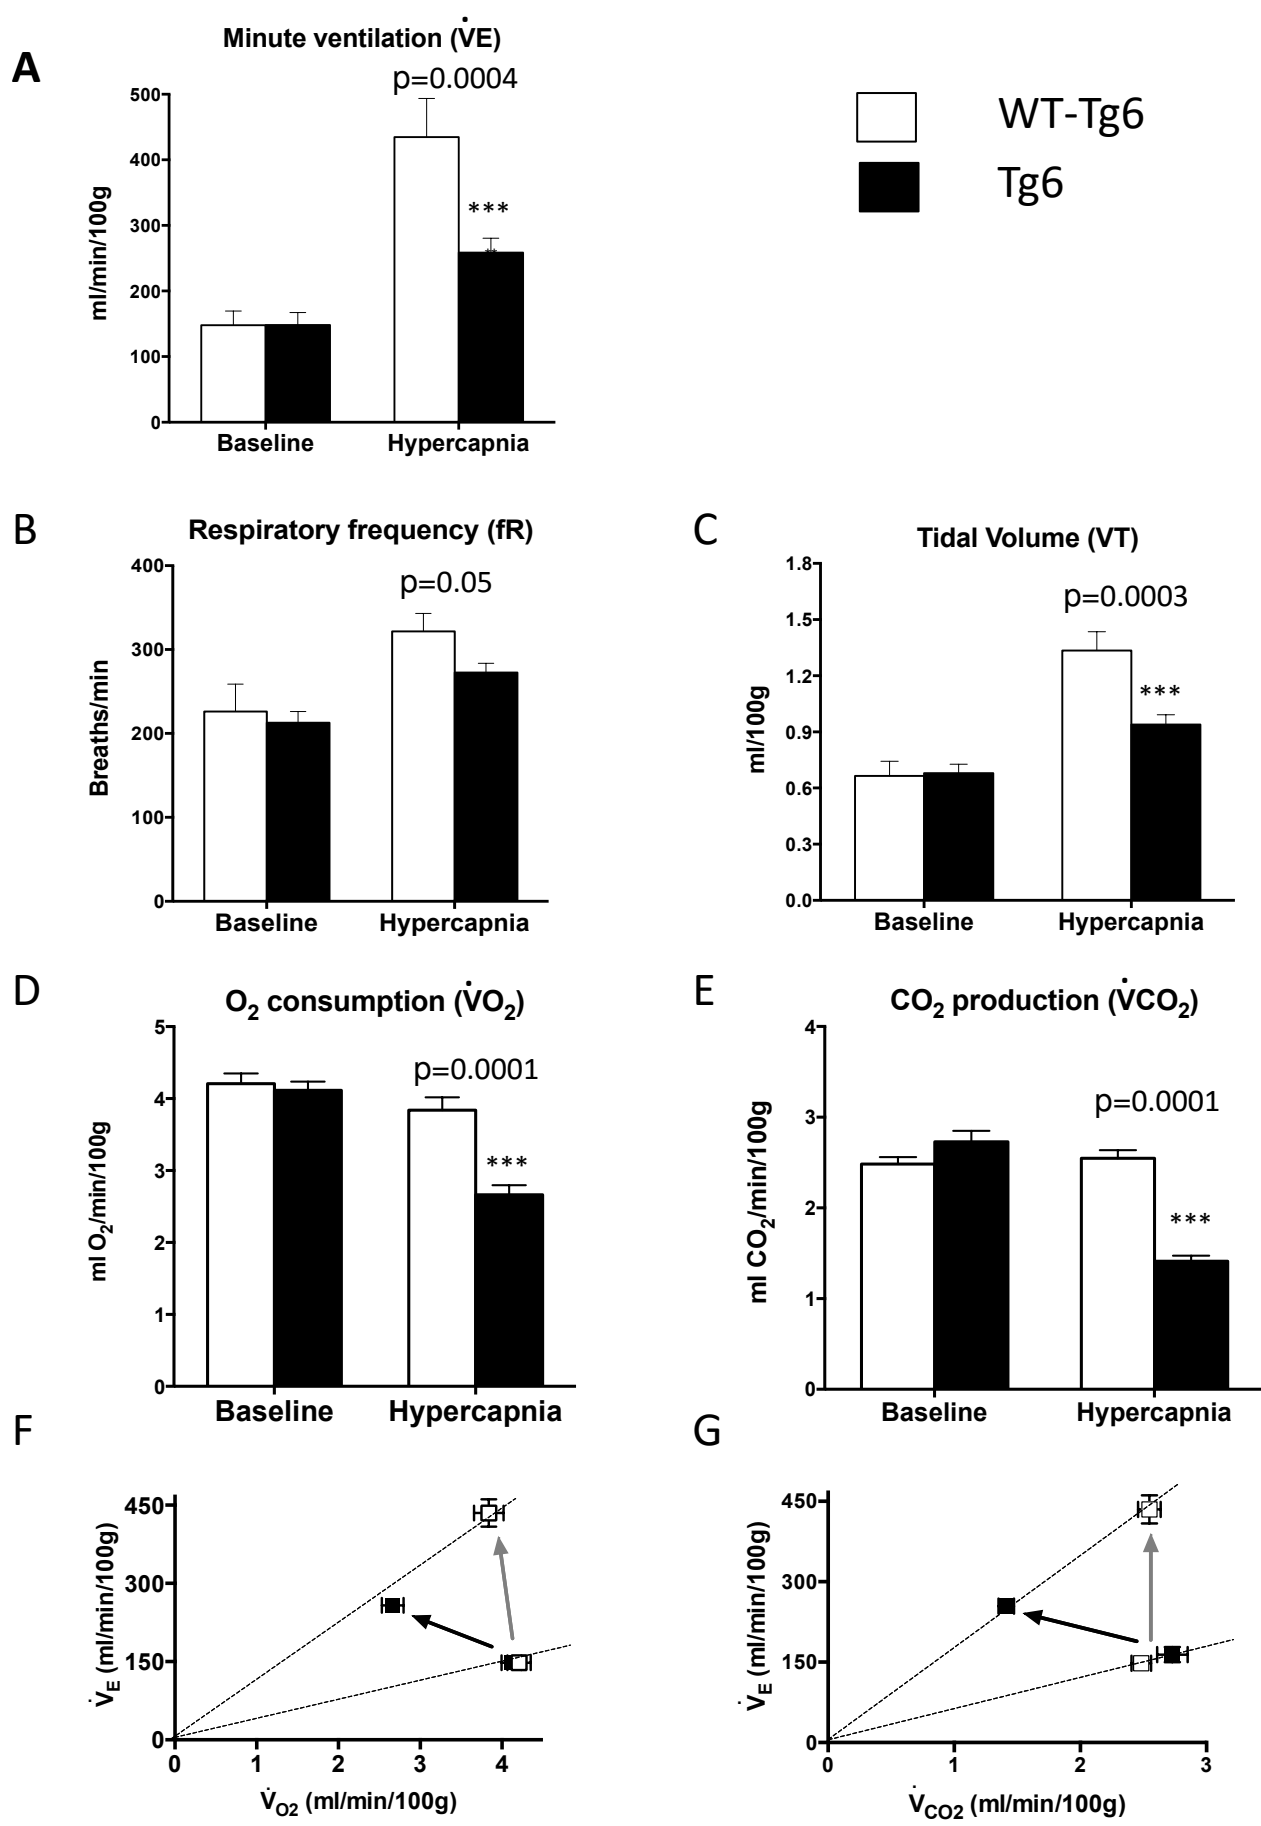 A
Minute ventilation (V̇E)
p=0.0004
ml/min/100g
500
400
300
200
100
0
***
**
Baseline Hypercapnia
WT-Tg6
Tg6
B
Respiratory frequency (fR)
p=0.05
Breaths/min
400
300
200
100
0
Baseline Hypercapnia
C
Tidal Volume (VT)
p=0.0003
ml/100g
1.8
1.5
1.2
0.9
0.6
0.3
0.0
***
Baseline Hypercapnia
D
O2 consumption (V̇O2)
p=0.0001
ml O2/min/100g
5
4
3
2
1
0
***
Baseline Hypercapnia
E
CO2 production (V̇CO2)
p=0.0001
ml CO2/min/100g
4
3
2
1
0
***
Baseline Hypercapnia
F
V̇E (ml/min/100g)
450
300
150
0
0 1 2 3 4
V̇O2 (ml/min/100g)
G
V̇E (ml/min/100g)
450
300
150
0
0 1 2 3
V̇CO2 (ml/min/100g)